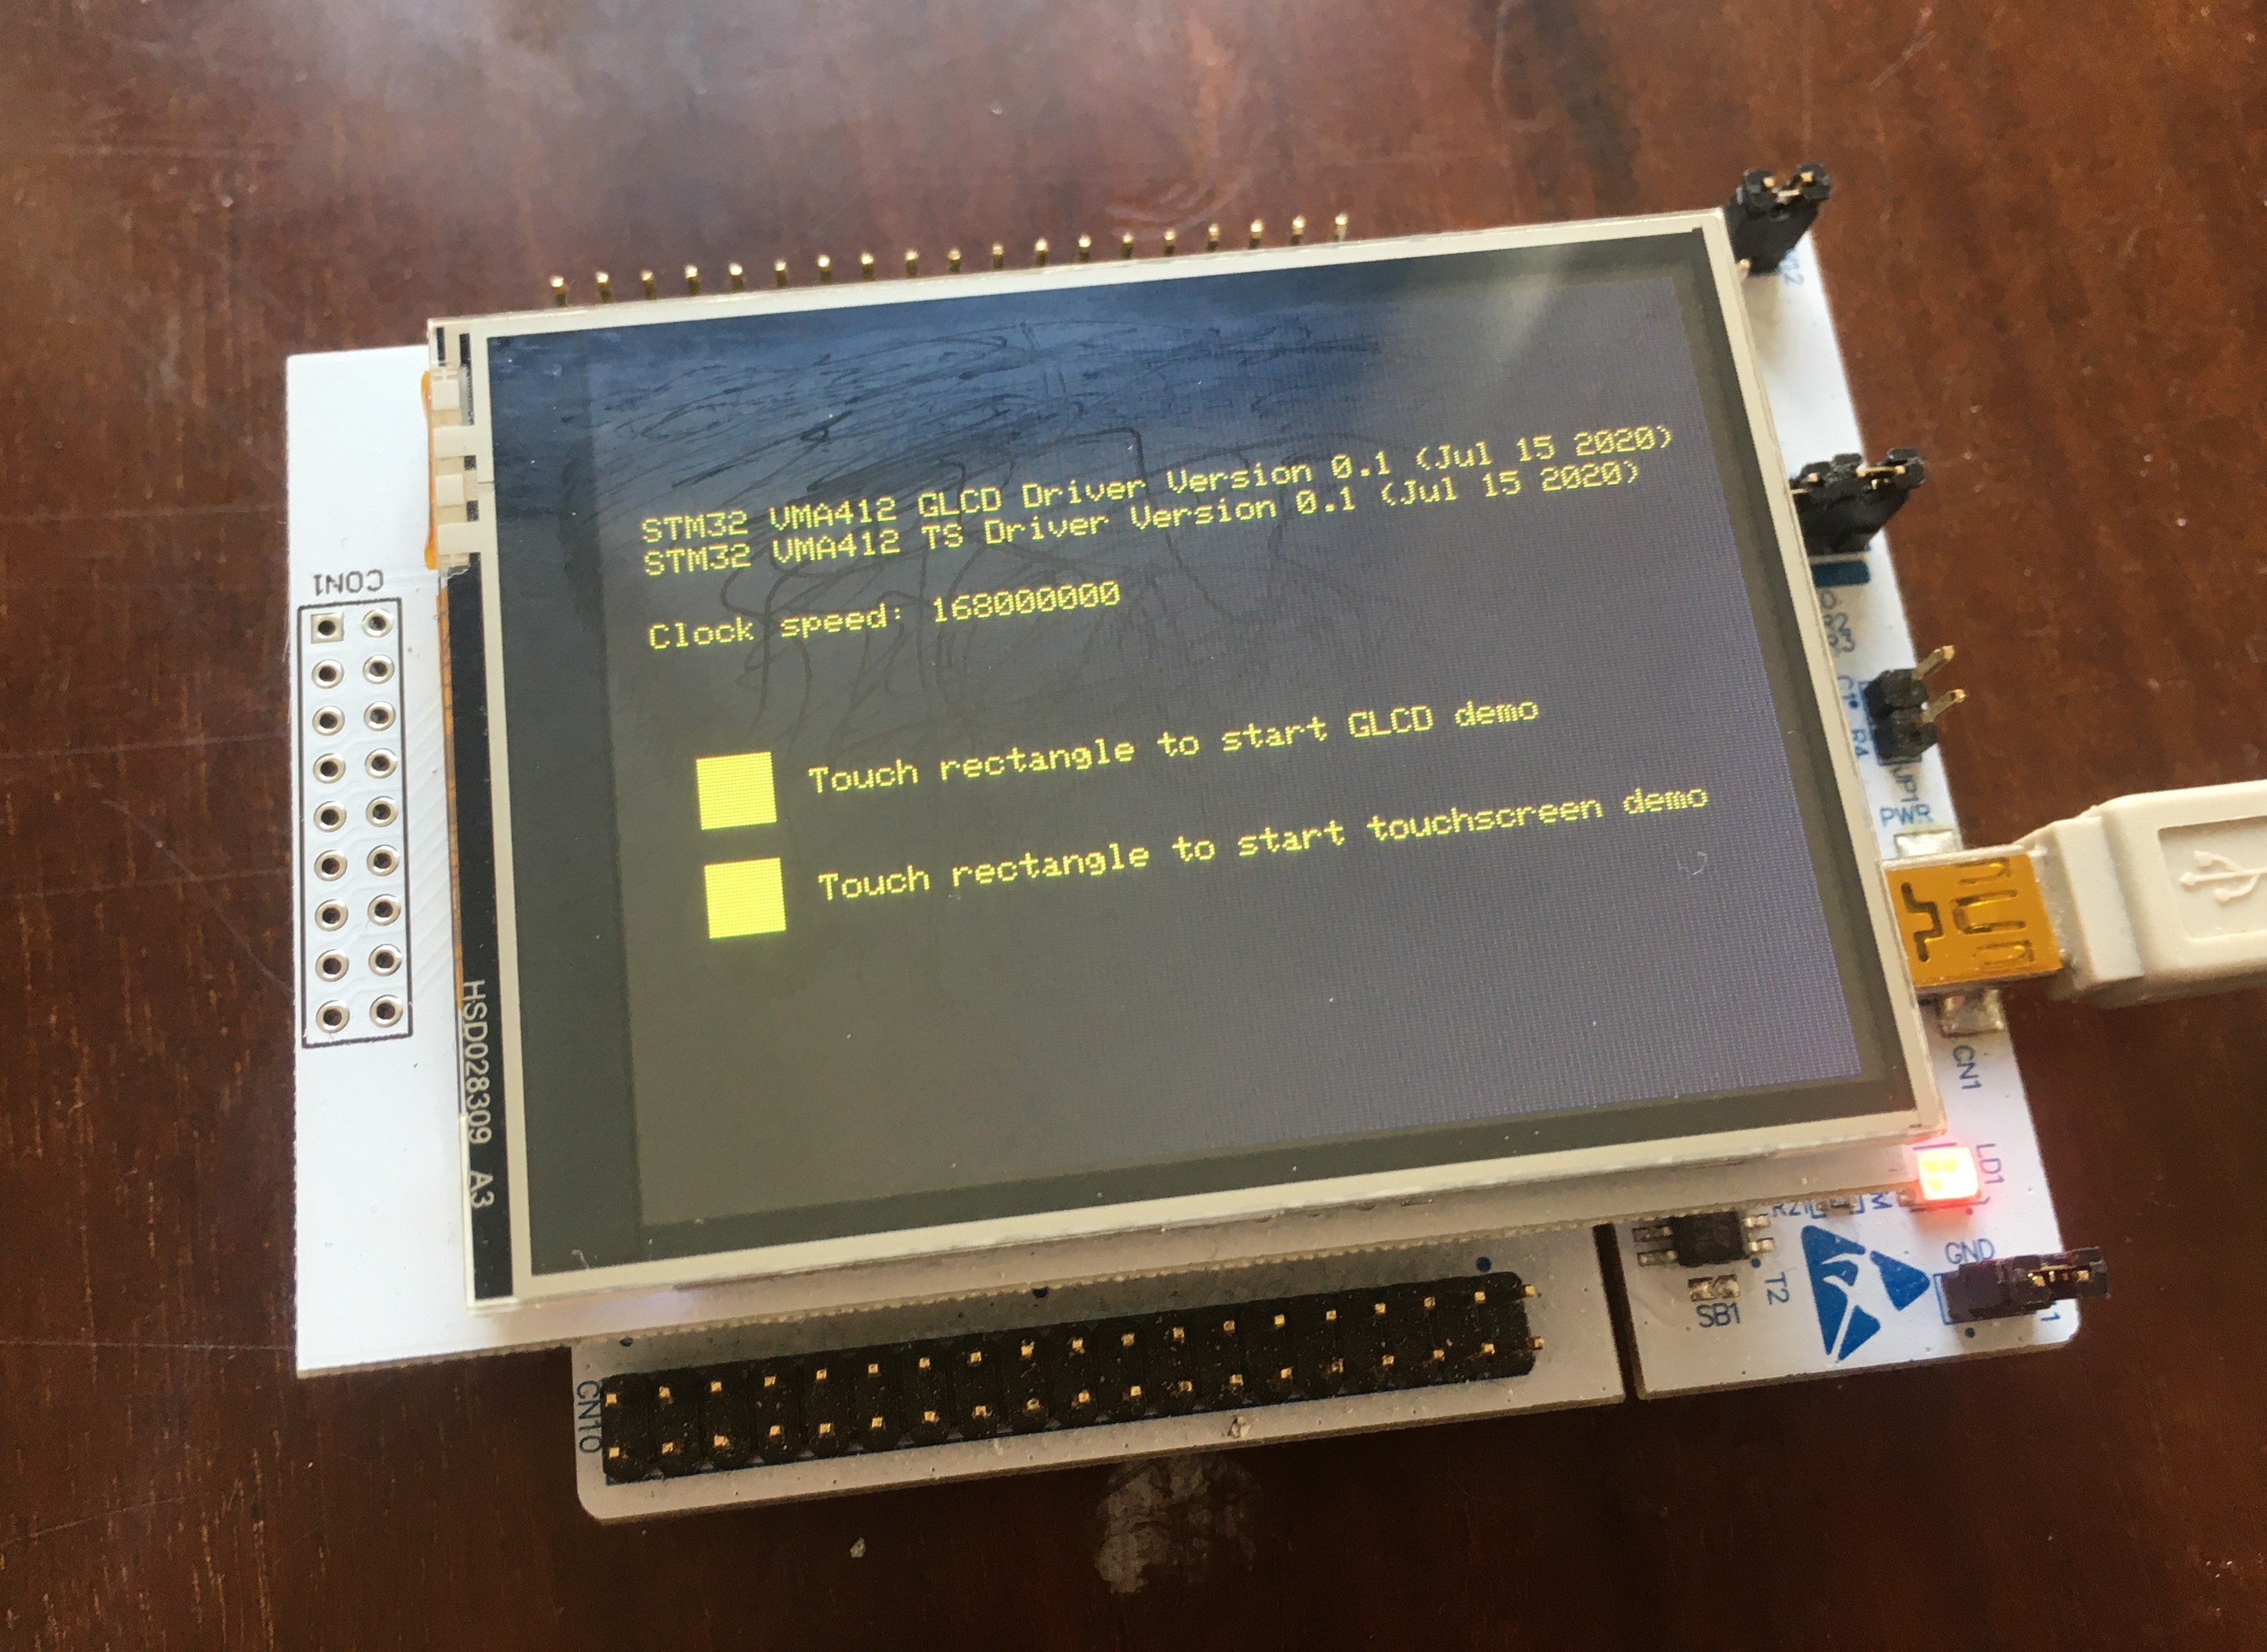 STM32 VMA412 GLCD Driver Version 0.1 (Jul 15 2020)
STM32 VMA412 TS Driver Version 0.1 (Jul 15 2020)
Clock speed: 168000000
Touch rectangle to start GLCD demo
Touch rectangle to start touchscreen demo
CON1
HSD028309 A3
CN10
R4
JP1
PWR
CN1
LD1
GND
T2
SB1